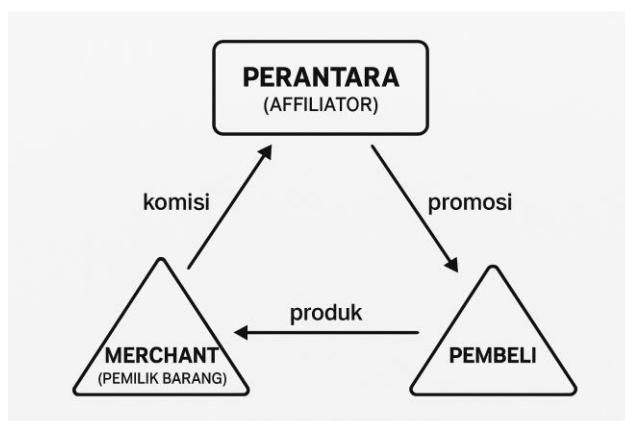 PERANTARA
(AFFILIATOR)
komisi
promosi
produk
MERCHANT
(PEMILIK BARANG)
PEMBELI